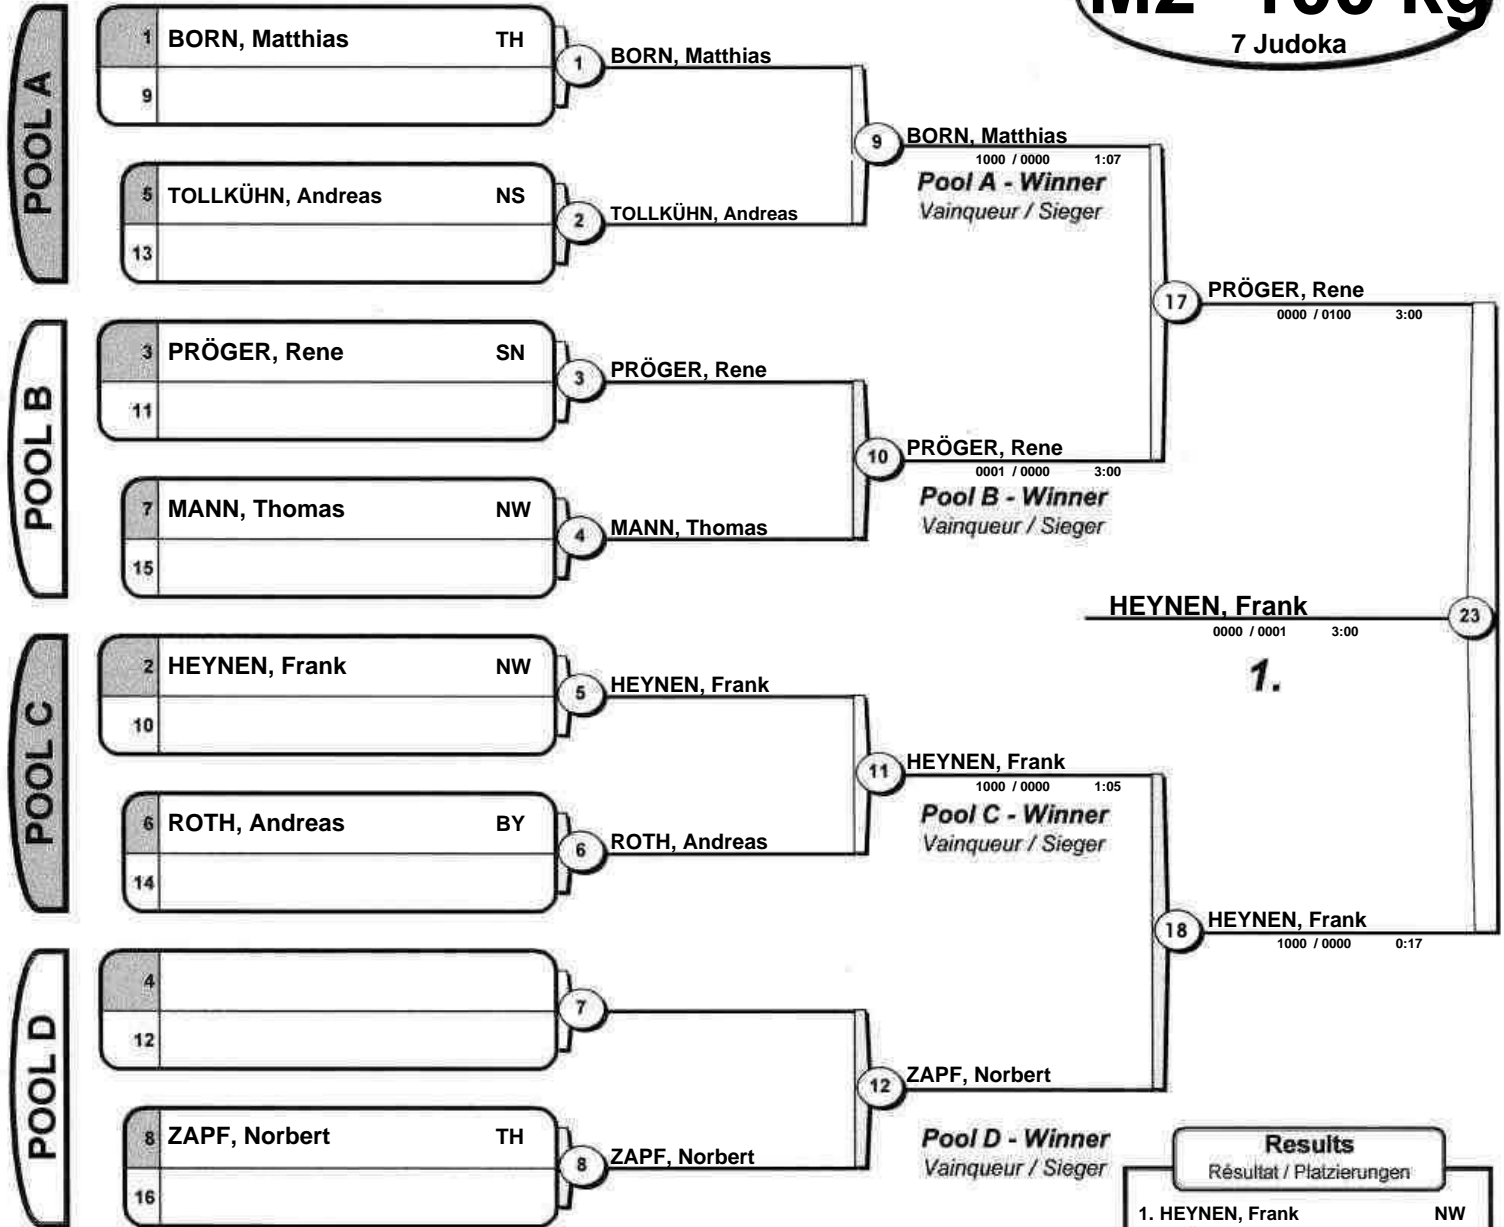 M2 -100 kg
7 Judoka
POOL A
1 BORN, Matthias TH
9
5 TOLLKÜHN, Andreas NS
13
1 BORN, Matthias
2 TOLLKÜHN, Andreas
9 BORN, Matthias
1000 / 0000 1:07
Pool A - Winner
Vainqueur / Sieger
POOL B
3 PRÖGER, Rene SN
11
7 MANN, Thomas NW
15
3 PRÖGER, Rene
4 MANN, Thomas
10 PRÖGER, Rene
0001 / 0000 3:00
Pool B - Winner
Vainqueur / Sieger
17 PRÖGER, Rene
0000 / 0100 3:00
HEYNEN, Frank 23
0000 / 0001 3:00
1.
POOL C
2 HEYNEN, Frank NW
10
6 ROTH, Andreas BY
14
5 HEYNEN, Frank
6 ROTH, Andreas
11 HEYNEN, Frank
1000 / 0000 1:05
Pool C - Winner
Vainqueur / Sieger
18 HEYNEN, Frank
1000 / 0000 0:17
POOL D
4
12
8 ZAPF, Norbert TH
16
7
8 ZAPF, Norbert
12 ZAPF, Norbert
Pool D - Winner
Vainqueur / Sieger
Results
Résultat / Platzierungen
1. HEYNEN, Frank NW